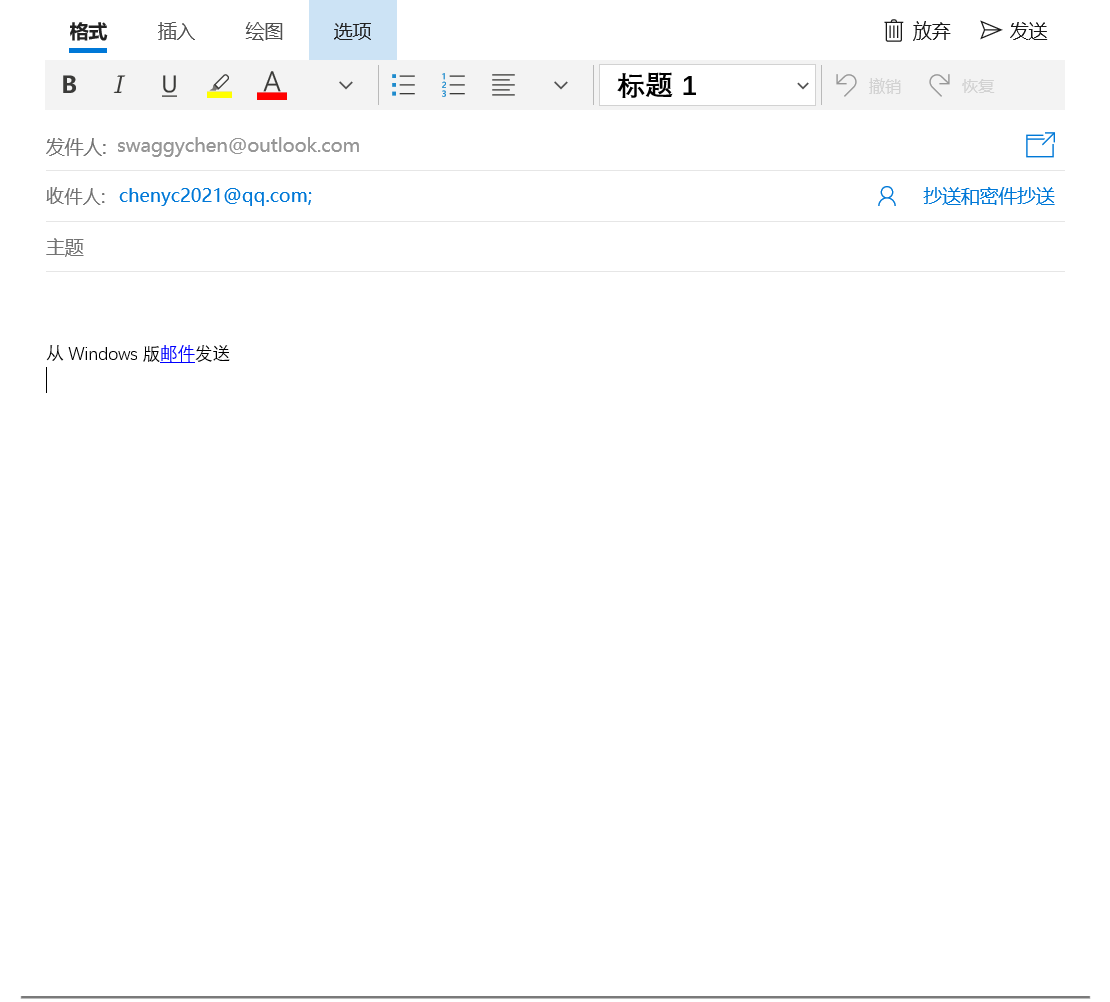 格式 插入 绘图 选项 放弃 发送
B I U A 标题 1 撤销 恢复
发件人: swaggychen@outlook.com
收件人: chenyc2021@qq.com; 抄送和密件抄送
主题
从 Windows 版邮件发送